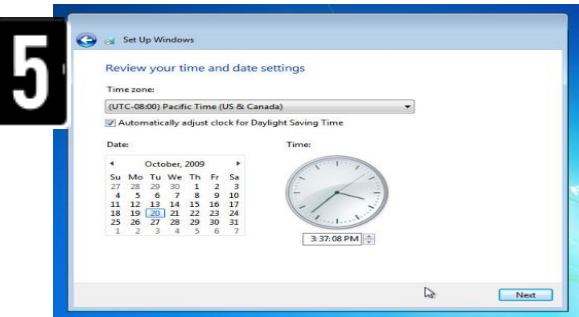 5
Set Up Windows
Review your time and date settings
Time zone:
(UTC-08:00) Pacific Time (US & Canada)
Automatically adjust clock for Daylight Saving Time
Date:
Time:
October, 2009
Su Mo Tu We Th Fr Sa
27 28 29 30 1 2 3
4 5 6 7 8 9 10
11 12 13 14 15 16 17
18 19 20 21 22 23 24
25 26 27 28 29 30 31
1 2 3 4 5 6 7
3:37:08 PM
Next